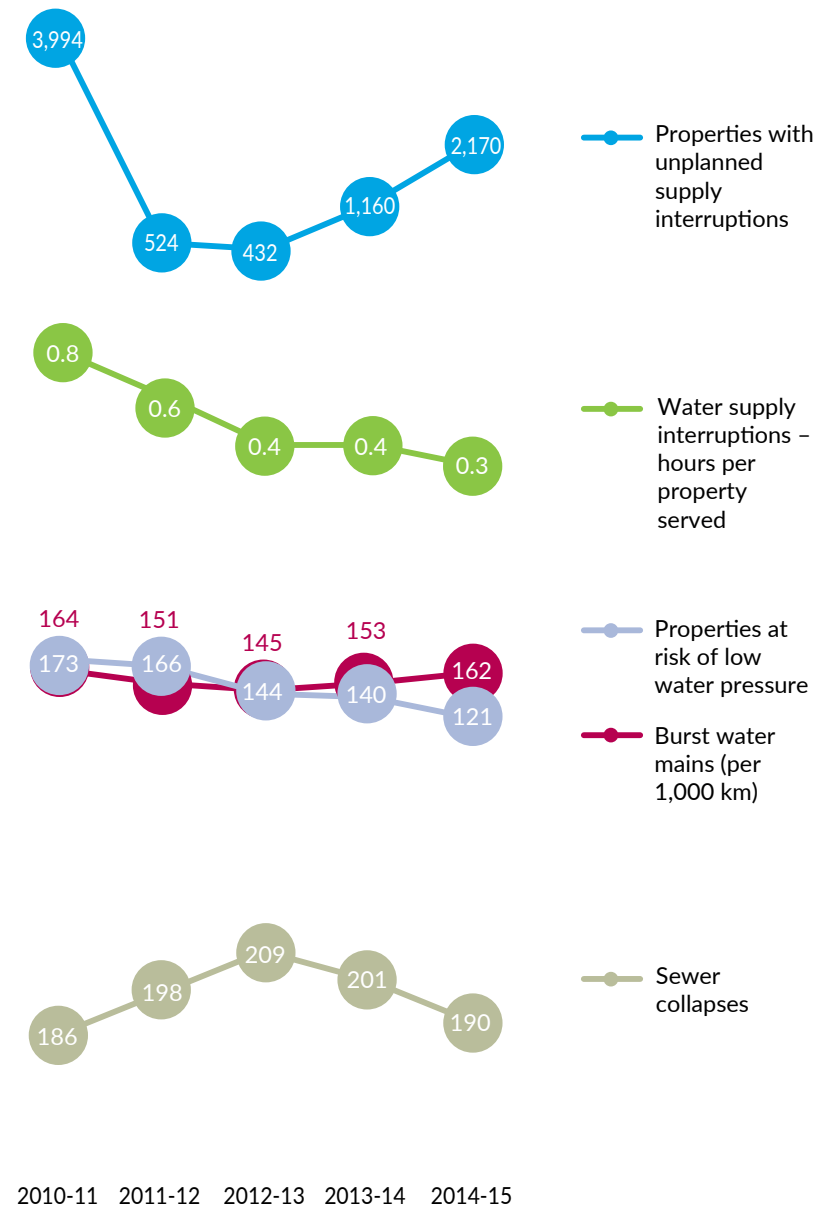 3,994
524
432
1,160
2,170
Properties with
unplanned
supply
interruptions
0.8
0.6
0.4
0.4
0.3
Water supply
interruptions –
hours per
property
served
164
151
145
153
162
173
166
144
140
121
Properties at
risk of low
water pressure
Burst water
mains (per
1,000 km)
186
198
209
201
190
Sewer
collapses
2010-11 2011-12 2012-13 2013-14 2014-15